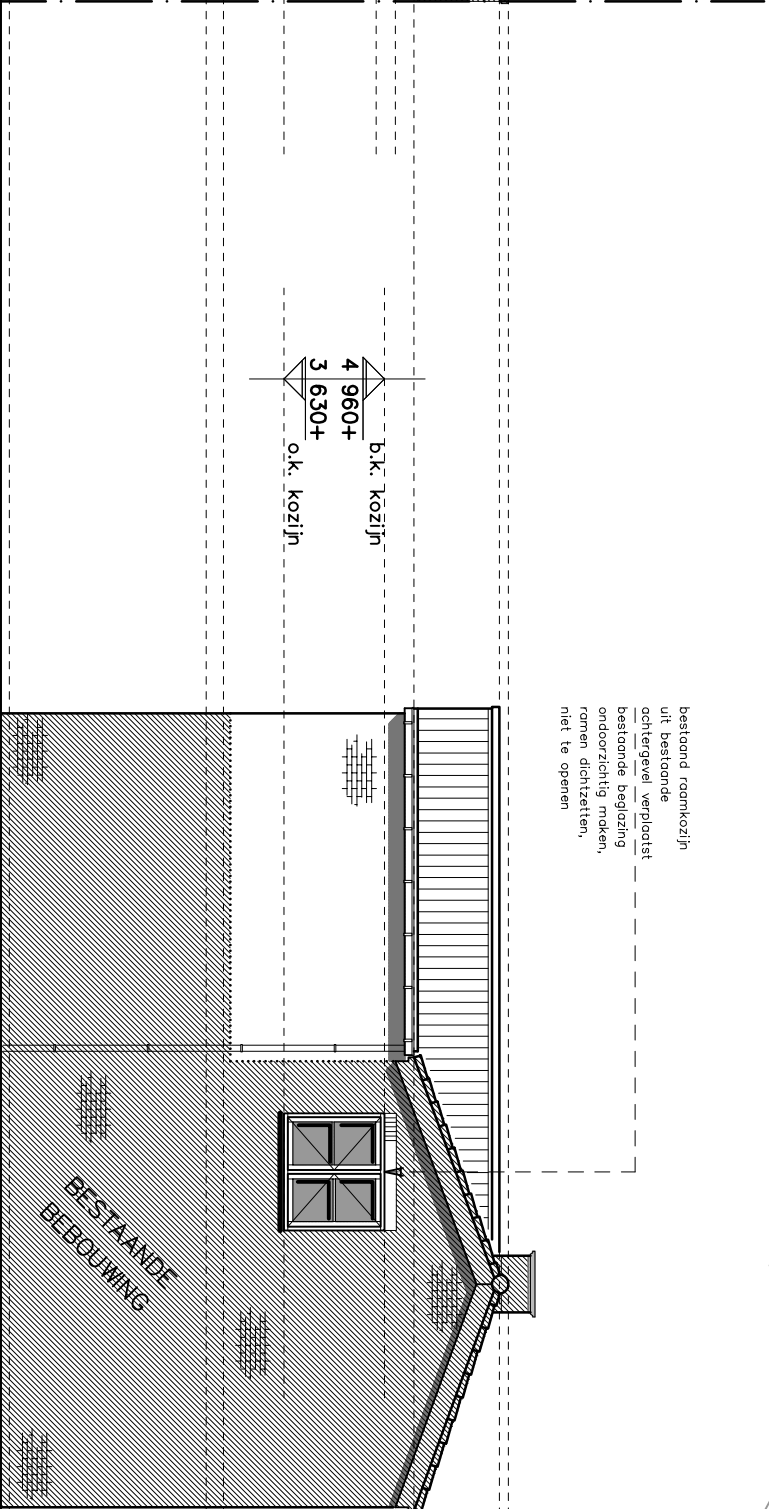 bestaand raamkozijn
uit bestaande
achtergevel verplaatst
bestaande beglazing
ondoorzichtig maken,
ramen dichtzetten,
niet te openen
b.k. kozijn
4 960+
3 630+
o.k. kozijn
BESTAANDE
BEBOUWING